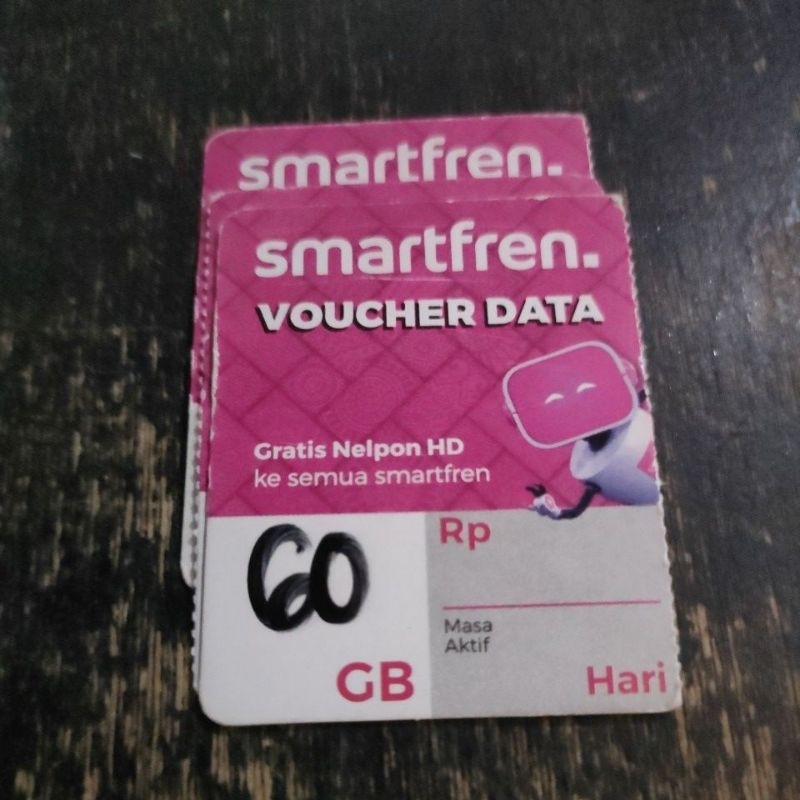 smartfren.
smartfren.
VOUCHER DATA
Gratis Nelpon HD
ke semua smartfren
60
GB
Rp
Masa
Aktif
Hari